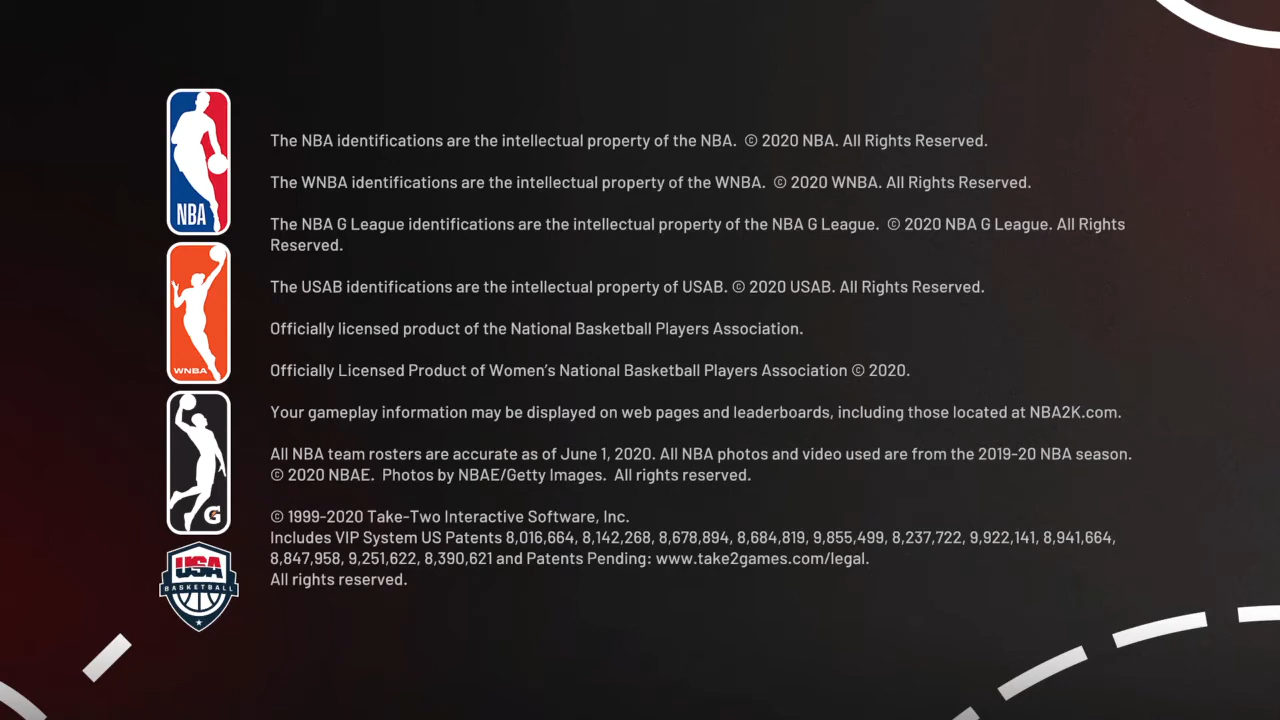 NBA
The NBA identifications are the intellectual property of the NBA.  © 2020 NBA. All Rights Reserved.
The WNBA identifications are the intellectual property of the WNBA.  © 2020 WNBA. All Rights Reserved.
The NBA G League identifications are the intellectual property of the NBA G League.  © 2020 NBA G League. All Rights
Reserved.
WNBA
The USAB identifications are the intellectual property of USAB. © 2020 USAB. All Rights Reserved.
Officially licensed product of the National Basketball Players Association.
Officially Licensed Product of Women’s National Basketball Players Association © 2020.
G
Your gameplay information may be displayed on web pages and leaderboards, including those located at NBA2K.com.
All NBA team rosters are accurate as of June 1, 2020. All NBA photos and video used are from the 2019-20 NBA season.
© 2020 NBAE.  Photos by NBAE/Getty Images.  All rights reserved.
USA
BASKETBALL
© 1999-2020 Take-Two Interactive Software, Inc.
Includes VIP System US Patents 8,016,664, 8,142,268, 8,678,894, 8,684,819, 9,855,499, 8,237,722, 9,922,141, 8,941,664,
8,847,958, 9,251,622, 8,390,621 and Patents Pending: www.take2games.com/legal.
All rights reserved.